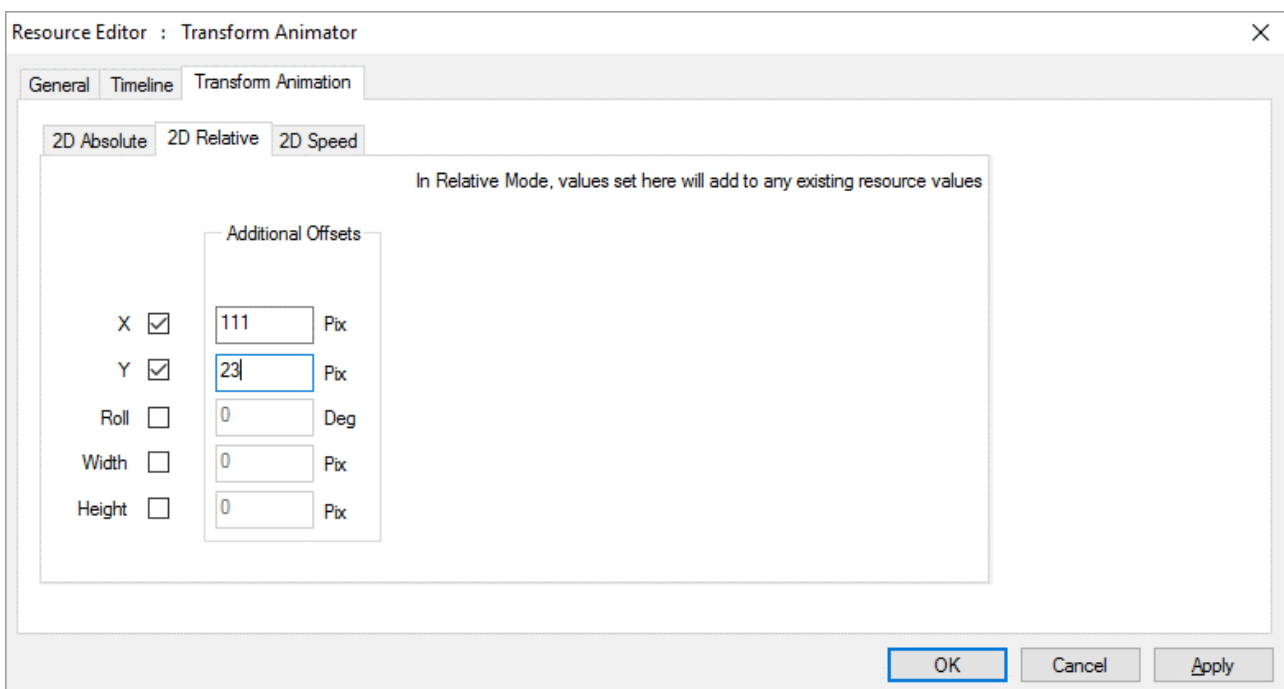 Resource Editor : Transform Animator
General Timeline Transform Animation
2D Absolute 2D Relative 2D Speed
In Relative Mode, values set here will add to any existing resource values
Additional Offsets
X 111 Pix
Y 23 Pix
Roll 0 Deg
Width 0 Pix
Height 0 Pix
OK Cancel Apply